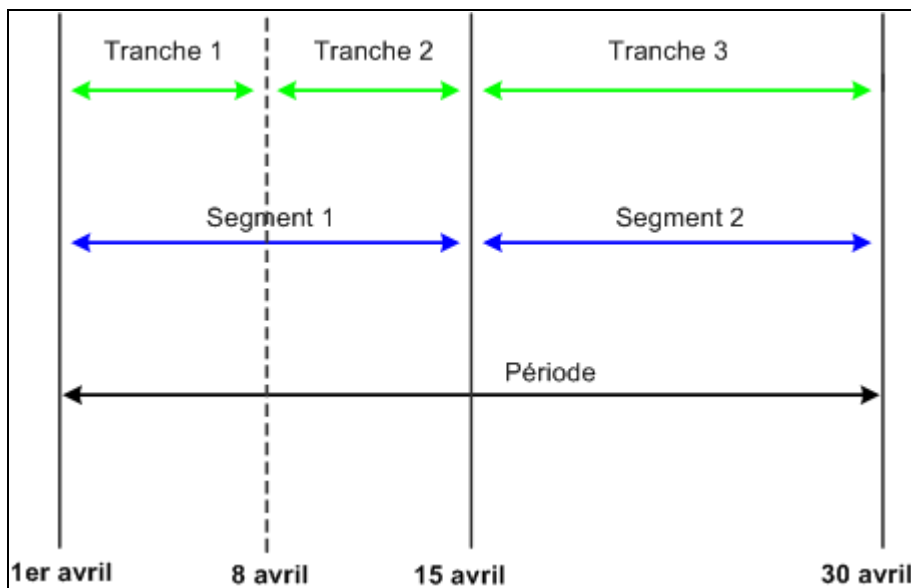 Tranche 1 Tranche 2 Tranche 3
Segment 1 Segment 2
Période
1er avril 8 avril 15 avril 30 avril